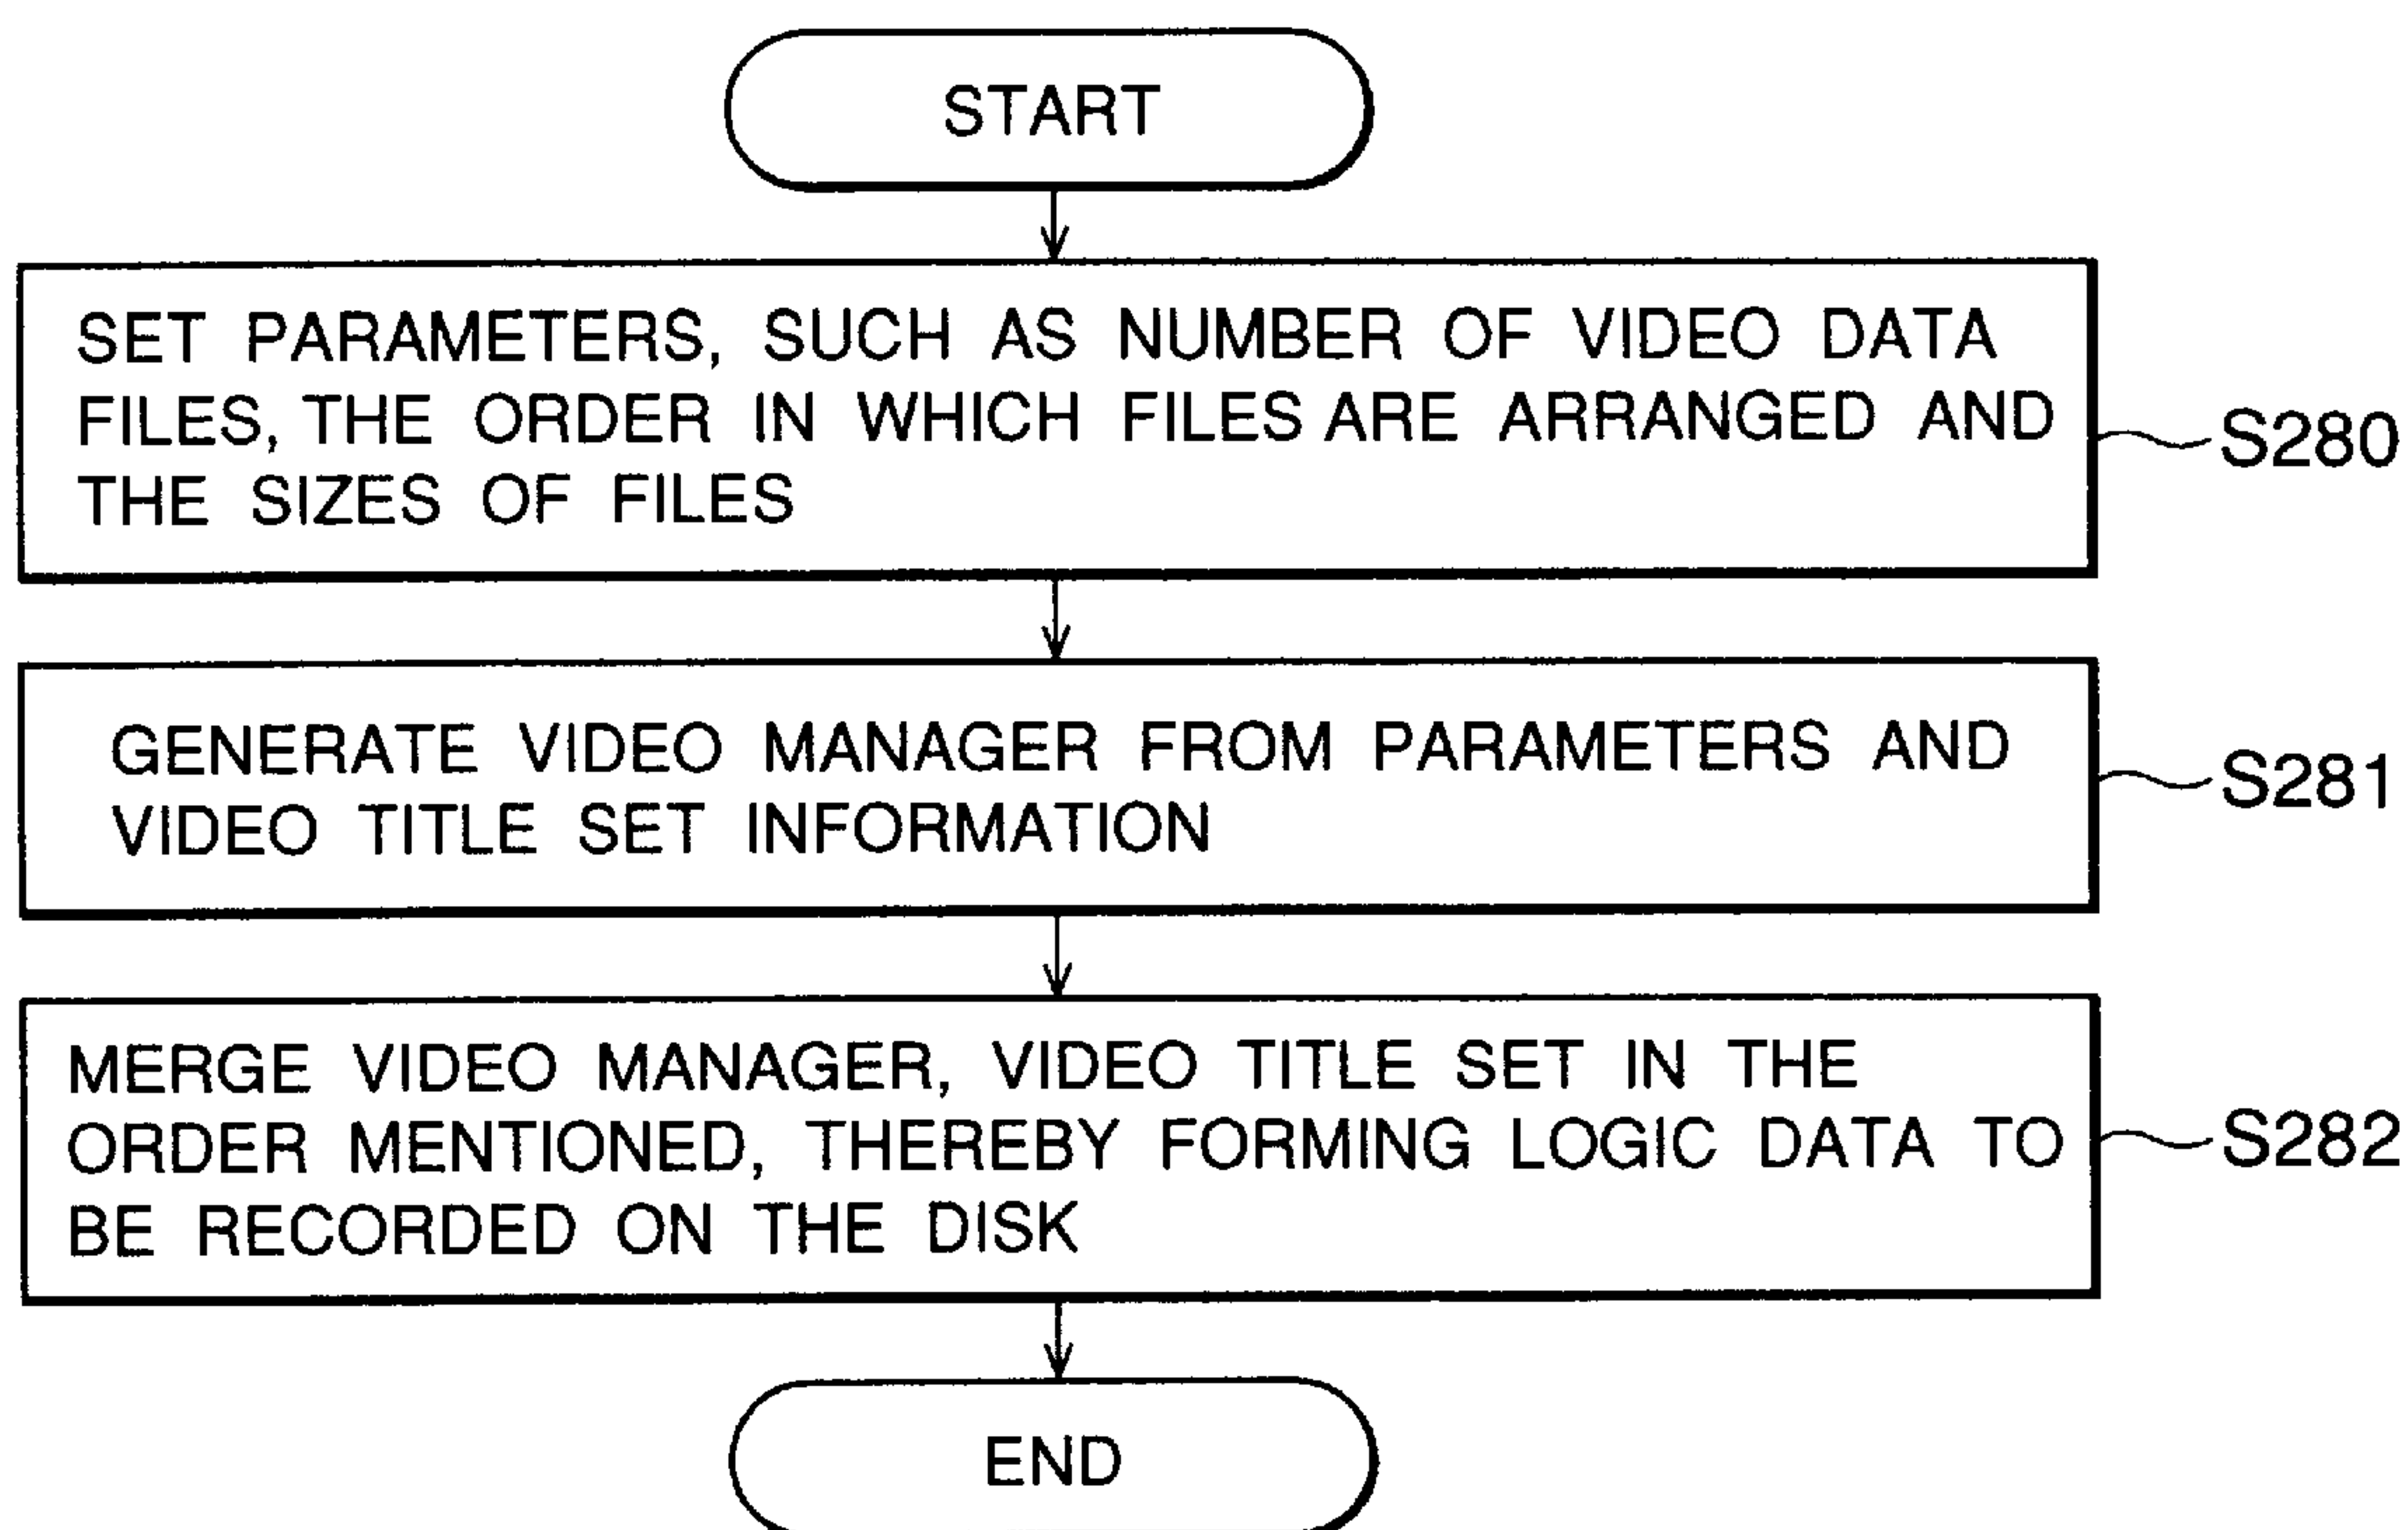 START
SET PARAMETERS, SUCH AS NUMBER OF VIDEO DATA
FILES, THE ORDER IN WHICH FILES ARE ARRANGED AND
THE SIZES OF FILES
S280
GENERATE VIDEO MANAGER FROM PARAMETERS AND
VIDEO TITLE SET INFORMATION
S281
MERGE VIDEO MANAGER, VIDEO TITLE SET IN THE
ORDER MENTIONED, THEREBY FORMING LOGIC DATA TO
BE RECORDED ON THE DISK
S282
END